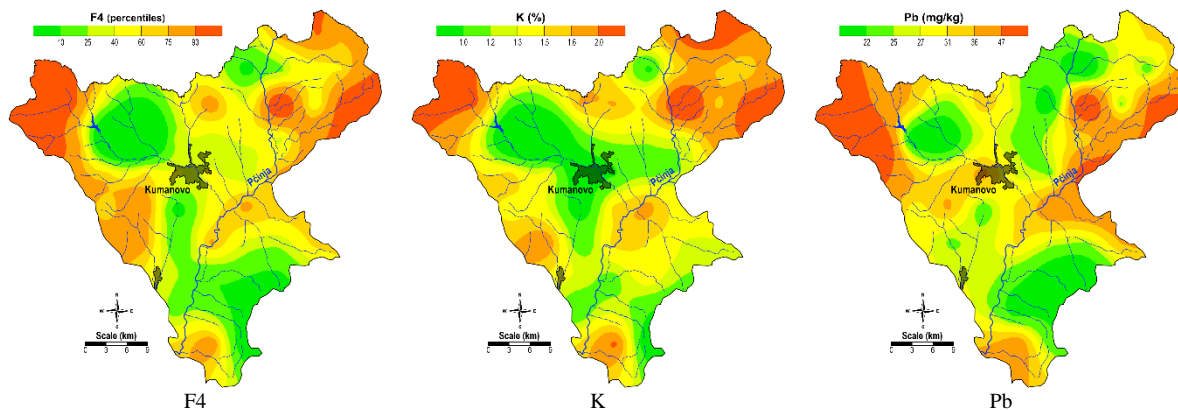 F4 (percentiles)
10 25 40 60 75 90
Kumanovo
Pčinja
N
W E
S
Scale (km)
0 3 6 9
F4
K (%)
1.0 1.2 1.3 1.5 1.6 2.0
Kumanovo
Pčinja
N
W E
S
Scale (km)
0 3 6 9
K
Pb (mg/kg)
22 25 27 31 36 47
Kumanovo
Pčinja
N
W E
S
Scale (km)
0 3 6 9
Pb